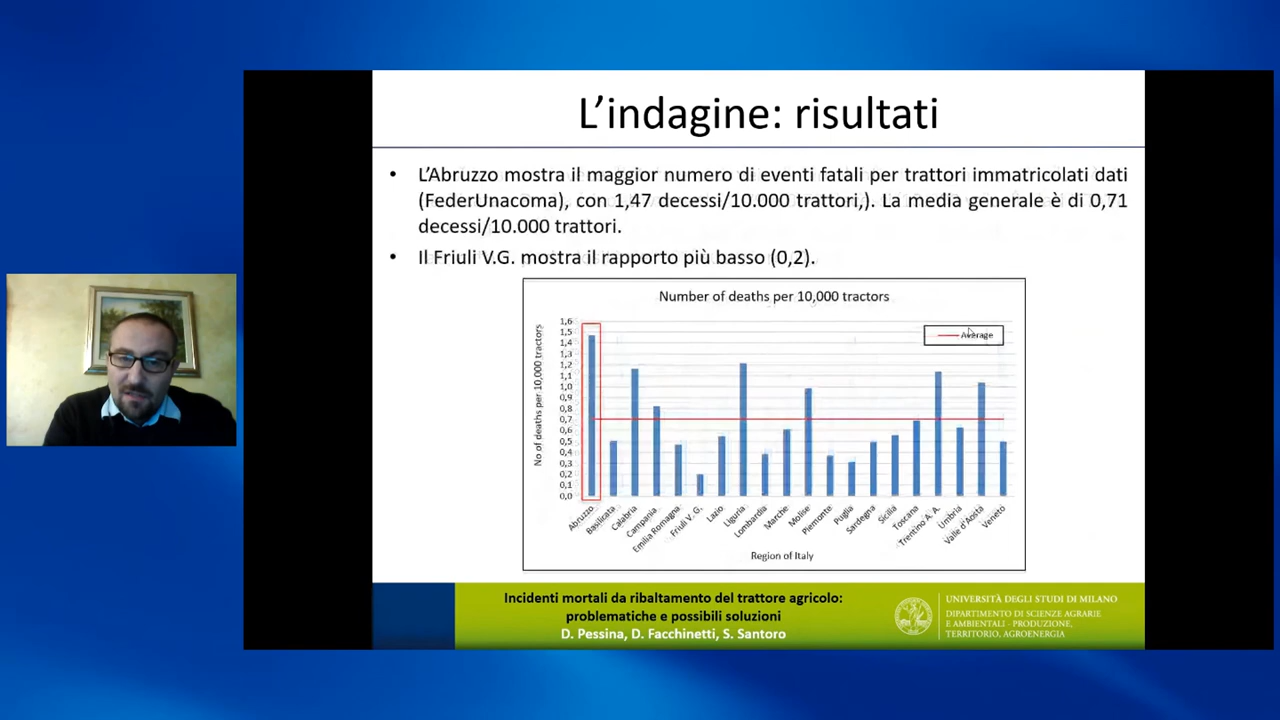 L'indagine: risultati
• L'Abruzzo mostra il maggior numero di eventi fatali per trattori immatricolati dati
(FederUnacoma), con 1,47 decessi/10.000 trattori,). La media generale è di 0,71
decessi/10.000 trattori.
• Il Friuli V.G. mostra il rapporto più basso (0,2).
Number of deaths per 10,000 tractors
No of deaths per 10,000 tractors
1,6
1,5
1,4
1,3
1,2
1,1
1,0
0,9
0,8
0,7
0,6
0,5
0,4
0,3
0,2
0,1
0,0
Average
Abruzzo
Basilicata
Calabria
Campania
Emilia Romagna
Friuli V. G.
Lazio
Liguria
Lombardia
Marche
Molise
Piemonte
Puglia
Sardegna
Sicilia
Toscana
Trentino A. A.
Umbria
Valle d'Aosta
Veneto
Region of Italy
Incidenti mortali da ribaltamento del trattore agricolo:
problematiche e possibili soluzioni
D. Pessina, D. Facchinetti, S. Santoro
UNIVERSITÀ DEGLI STUDI DI MILANO
DIPARTIMENTO DI SCIENZE AGRARIE
E AMBIENTALI - PRODUZIONE,
TERRITORIO, AGROENERGIA